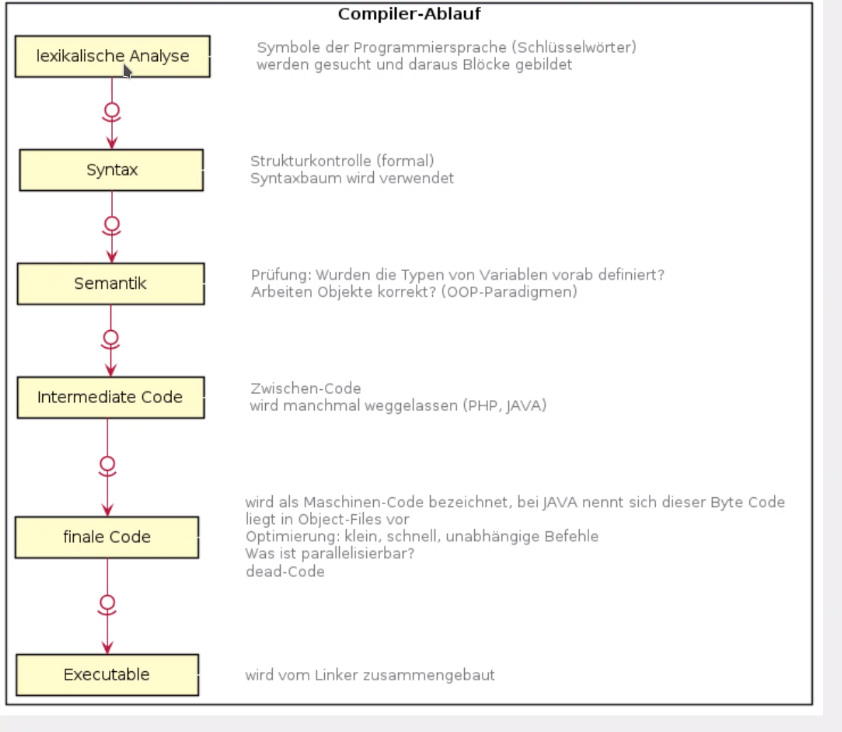 Compiler-Ablauf
lexikalische Analyse
Symbole der Programmiersprache (Schlüsselwörter)
werden gesucht und daraus Blöcke gebildet
Syntax
Strukturkontrolle (formal)
Syntaxbaum wird verwendet
Semantik
Prüfung: Wurden die Typen von Variablen vorab definiert?
Arbeiten Objekte korrekt? (OOP-Paradigmen)
Intermediate Code
Zwischen-Code
wird manchmal weggelassen (PHP, JAVA)
finale Code
wird als Maschinen-Code bezeichnet, bei JAVA nennt sich dieser Byte Code
liegt in Object-Files vor
Optimierung: klein, schnell, unabhängige Befehle
Was ist parallelisierbar?
dead-Code
Executable
wird vom Linker zusammengebaut